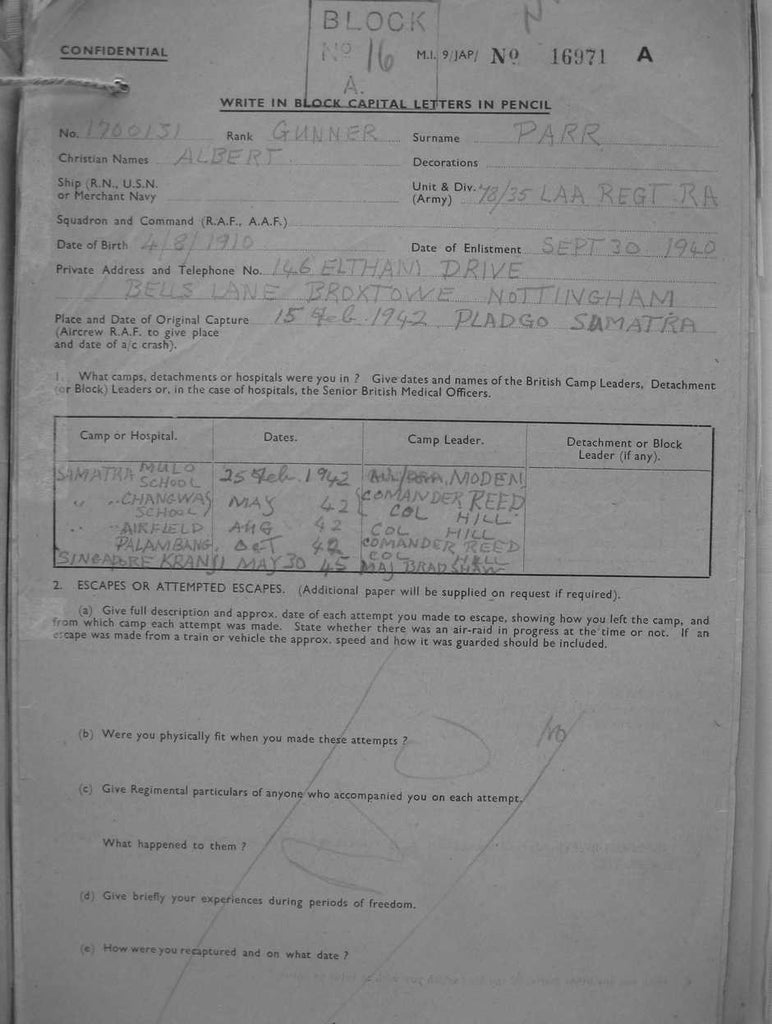 BLOCK
No 16
A.
CONFIDENTIAL
M.I. 9/JAP/ No 16971 A
WRITE IN BLOCK CAPITAL LETTERS IN PENCIL
No. 1700131 Rank GUNNER Surname PARR
Christian Names ALBERT Decorations
Ship (R.N., U.S.N. or Merchant Navy
Unit & Div. (Army) 78/35 LAA REGT RA
Squadron and Command (R.A.F., A.A.F.)
Date of Birth 4/8/1910 Date of Enlistment SEPT 30 1940
Private Address and Telephone No. 146 ELTHAM DRIVE
BELLS LANE BROXTOWE NOTTINGHAM
Place and Date of Original Capture 15 Feb. 1942 PLADGO SAMATRA
(Aircrew R.A.F. to give place
and date of a/c crash).
1. What camps, detachments or hospitals were you in ? Give dates and names of the British Camp Leaders, Detachment
(or Block) Leaders or, in the case of hospitals, the Senior British Medical Officers.
Camp or Hospital. Dates. Camp Leader. Detachment or Block Leader (if any).
SAMATRA MULO SCHOOL 25 Feb. 1942 MODEN
" " CHANGWAS SCHOOL MAY 42 COMANDER REED COL HILL
" " AIRFIELD AUG 42 COL HILL
PALAMBANG. OCT 42 COMANDER REED COL HILL
SINGAPORE KRANJI MAY 30 45 MAJ BRADSHAW
2. ESCAPES OR ATTEMPTED ESCAPES. (Additional paper will be supplied on request if required).
(a) Give full description and approx. date of each attempt you made to escape, showing how you left the camp, and
from which camp each attempt was made. State whether there was an air-raid in progress at the time or not. If an
escape was made from a train or vehicle the approx. speed and how it was guarded should be included.
(b) Were you physically fit when you made these attempts ?
No
(c) Give Regimental particulars of anyone who accompanied you on each attempt.
What happened to them ?
(d) Give briefly your experiences during periods of freedom.
(e) How were you recaptured and on what date ?